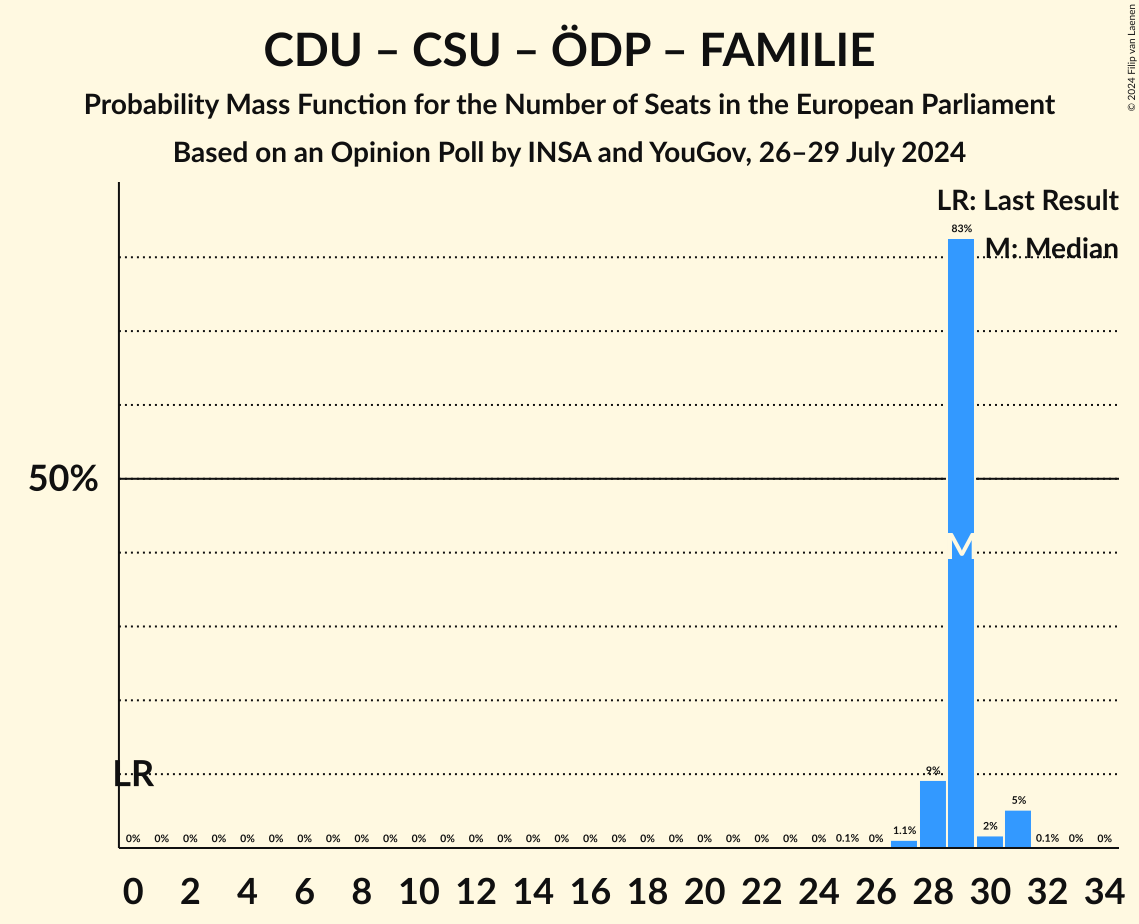 CDU – CSU – ÖDP – FAMILIE
Probability Mass Function for the Number of Seats in the European Parliament
Based on an Opinion Poll by INSA and YouGov, 26–29 July 2024
© 2024 Filip van Laenen
LR: Last Result
M: Median
83%
50%
M
LR
9%
5%
2%
1.1%
0% 0% 0% 0% 0% 0% 0% 0% 0% 0% 0% 0% 0% 0% 0% 0% 0% 0% 0% 0% 0% 0% 0% 0% 0% 0.1% 0% 0.1% 0% 0%
0 2 4 6 8 10 12 14 16 18 20 22 24 26 28 30 32 34